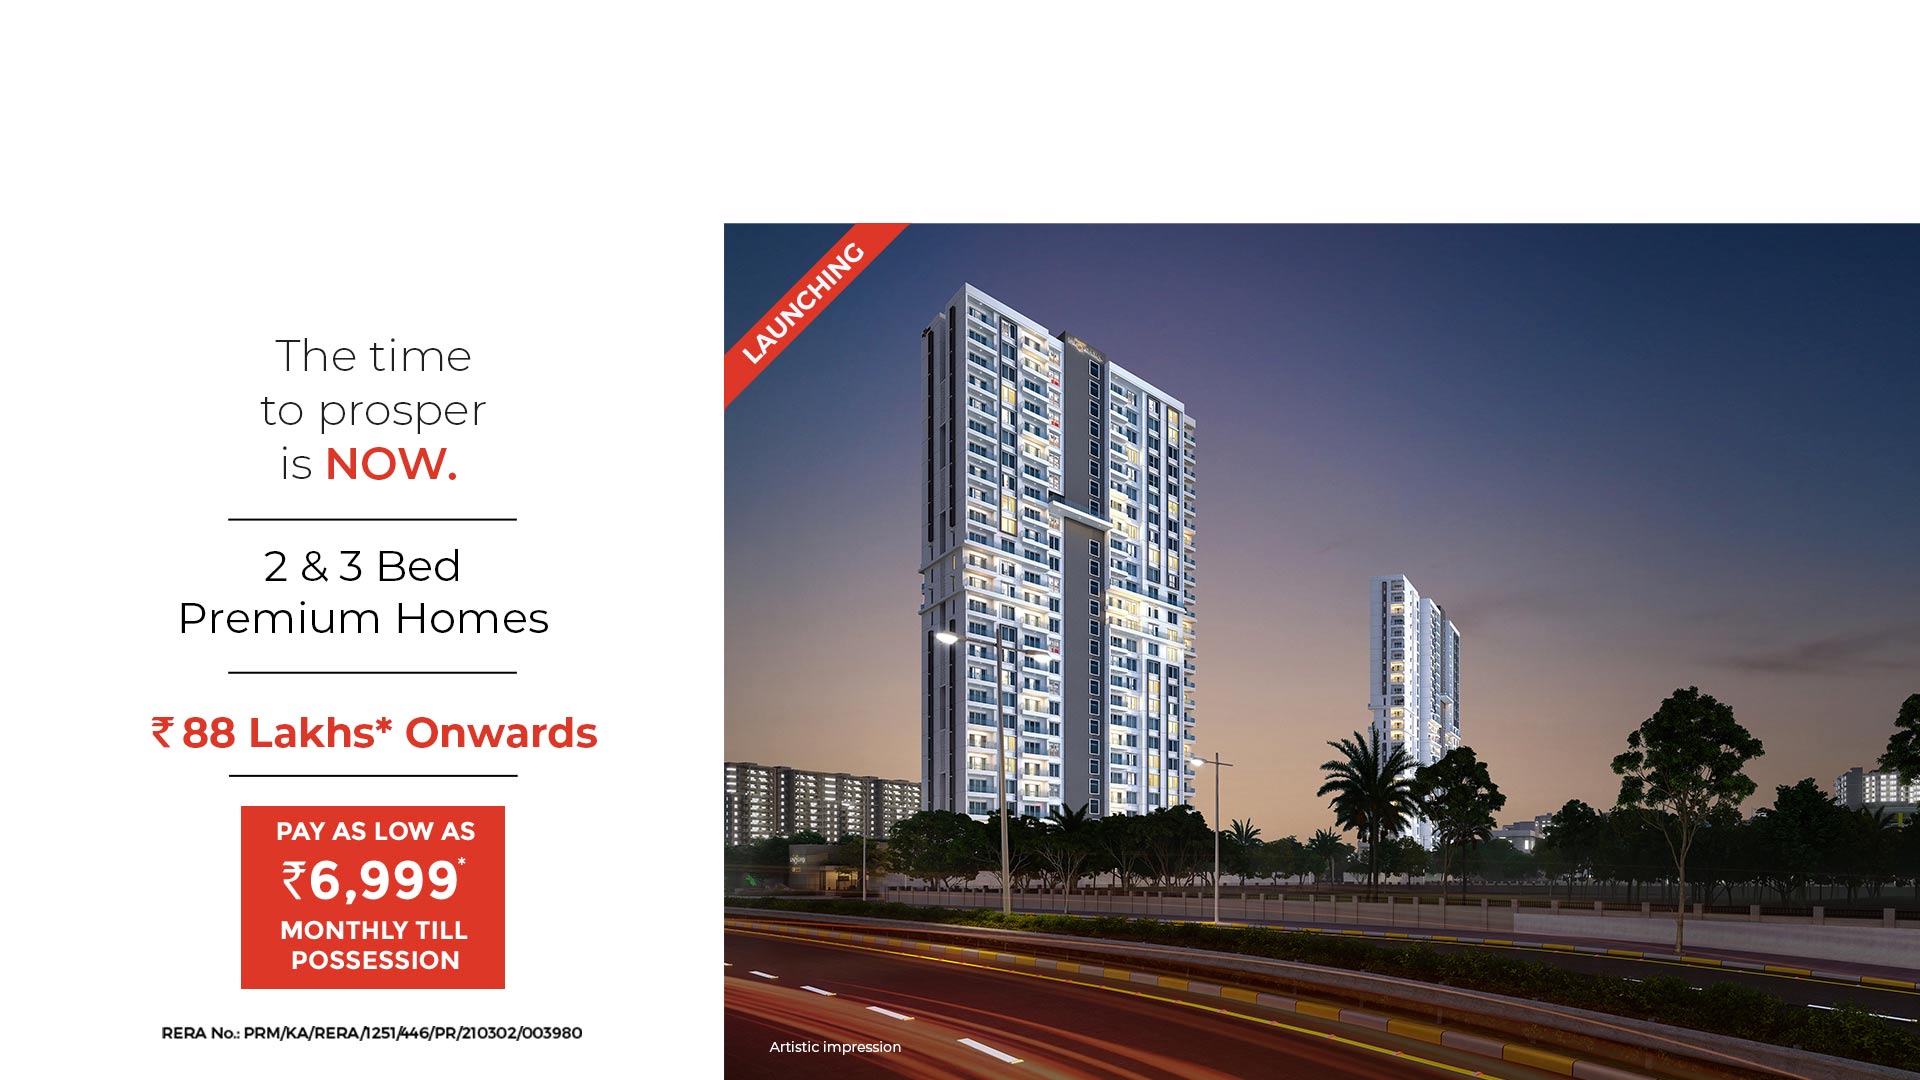 The time
to prosper
is NOW.
2 & 3 Bed
Premium Homes
₹ 88 Lakhs* Onwards
PAY AS LOW AS
₹6,999*
MONTHLY TILL
POSSESSION
RERA No.: PRM/KA/RERA/1251/446/PR/210302/003980
LAUNCHING
Artistic impression